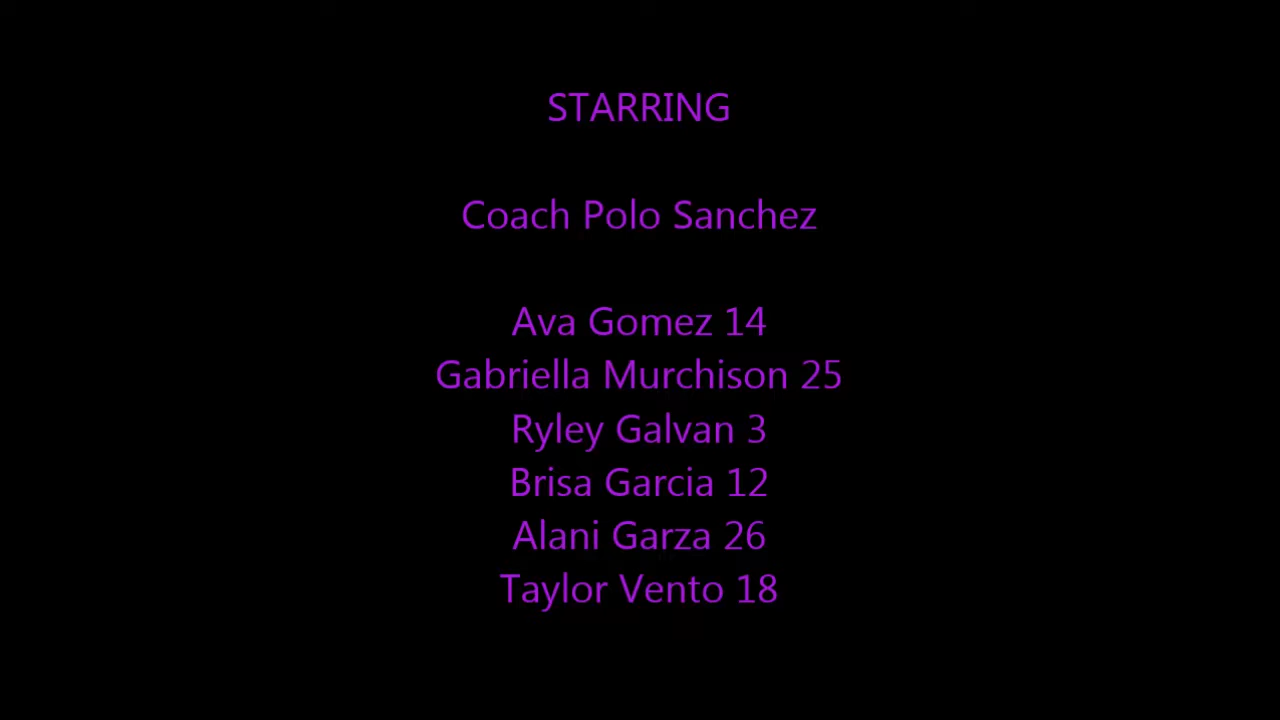 STARRING
Coach Polo Sanchez
Ava Gomez 14
Gabriella Murchison 25
Ryley Galvan 3
Brisa Garcia 12
Alani Garza 26
Taylor Vento 18